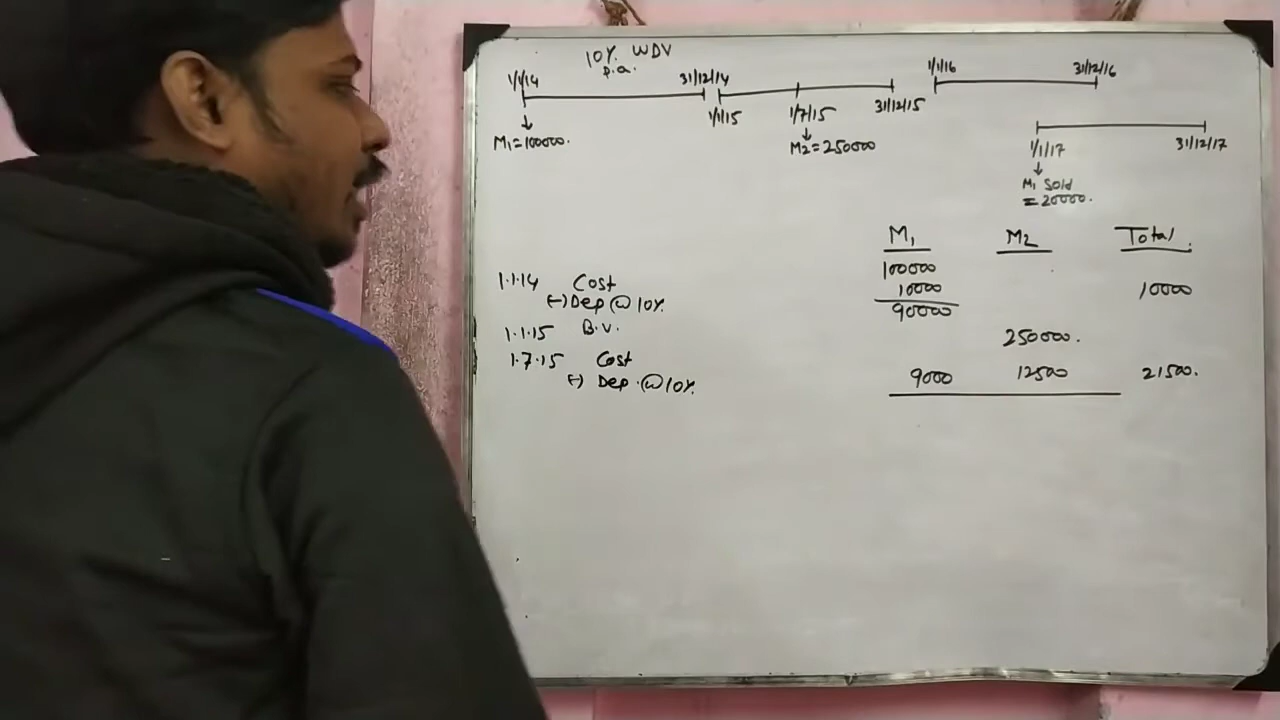 10% WDV
p.a.
1/1/14 31/12/14 1/1/16 31/12/16
1/1/15 1/7/15 31/12/15
M1=100000. M2=250000
1/1/17 31/12/17
M1 Sold
=20000.
M1 M2 Total
100000
1.1.14 Cost
(-) Dep @ 10% 10000 10000
90000
1.1.15 B.V.
250000.
1.7.15 Cost
(-) Dep. @ 10% 9000 12500 21500.